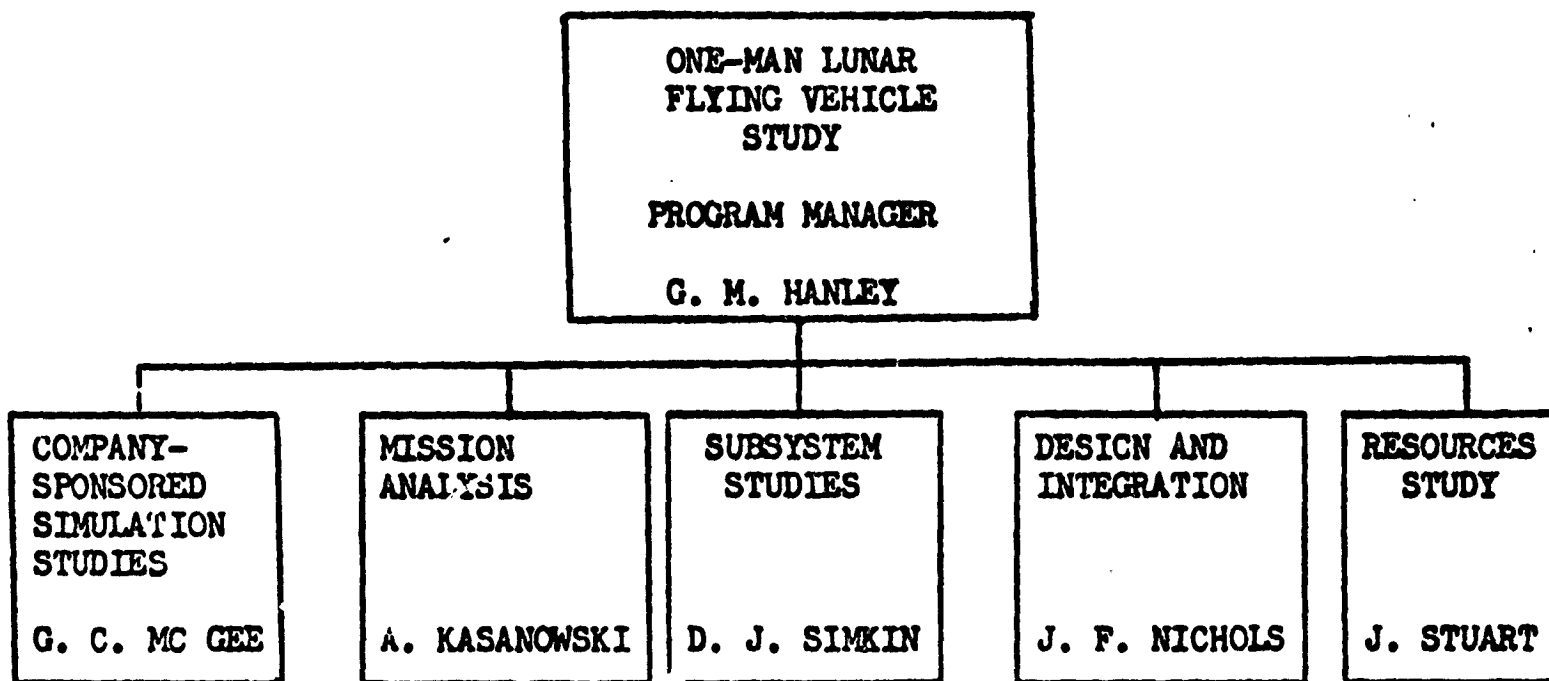 ONE-MAN LUNAR
FLYING VEHICLE
STUDY
PROGRAM MANAGER
G. M. HANLEY
COMPANY-
SPONSORED
SIMULATION
STUDIES
G. C. MC GEE
MISSION
ANALYSIS
A. KASANOWSKI
SUBSYSTEM
STUDIES
D. J. SIMKIN
DESIGN AND
INTEGRATION
J. F. NICHOLS
RESOURCES
STUDY
J. STUART